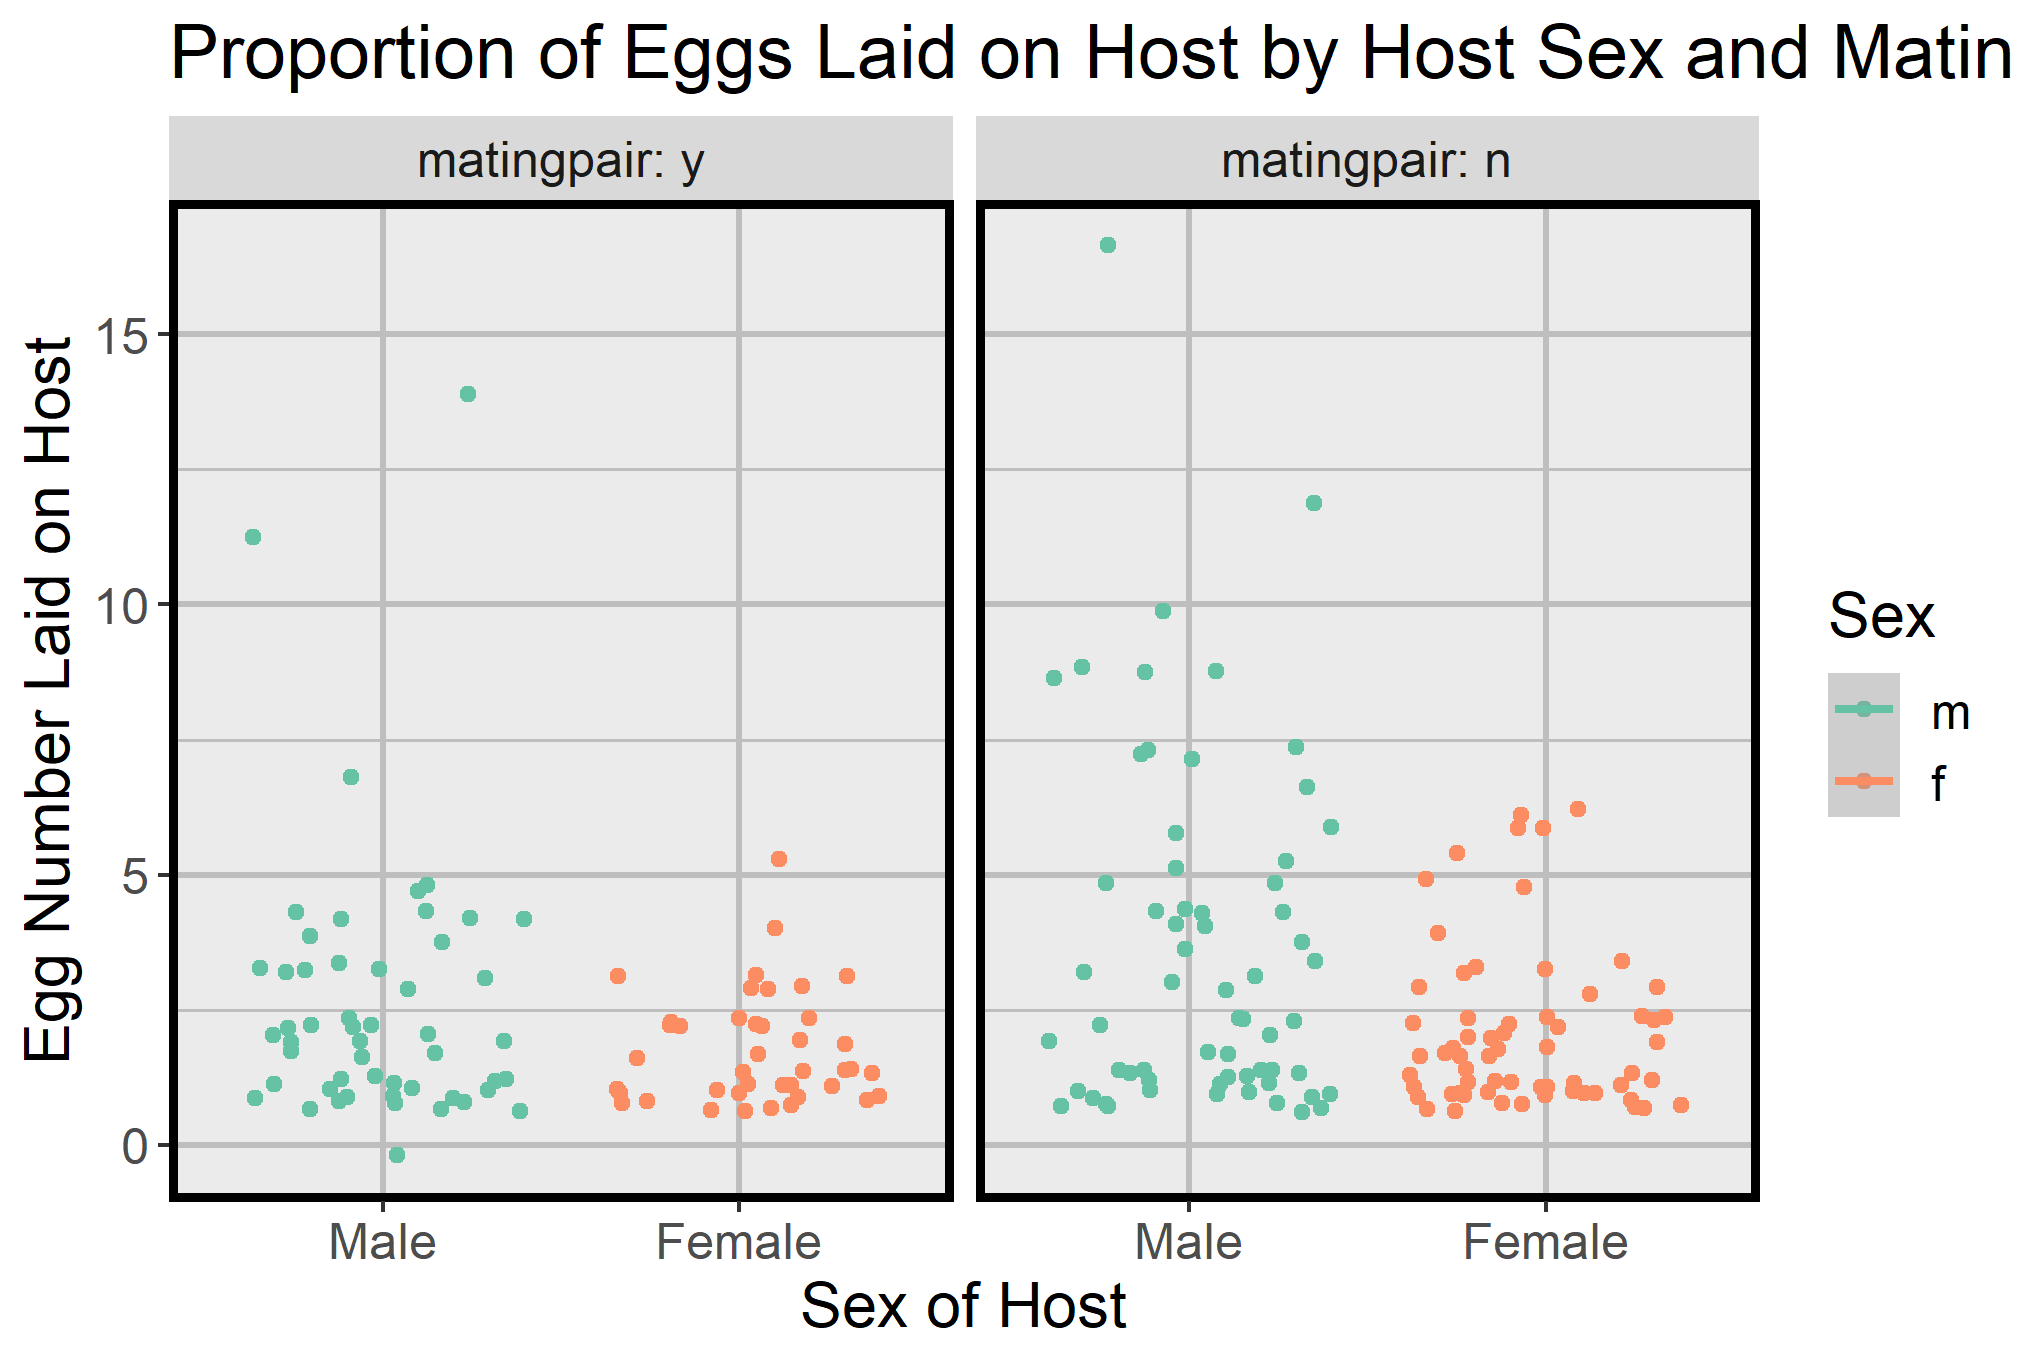 Proportion of Eggs Laid on Host by Host Sex and Matin
matingpair: y
matingpair: n
Egg Number Laid on Host
15
10
5
0
Male
Female
Male
Female
Sex of Host
Sex
m
f